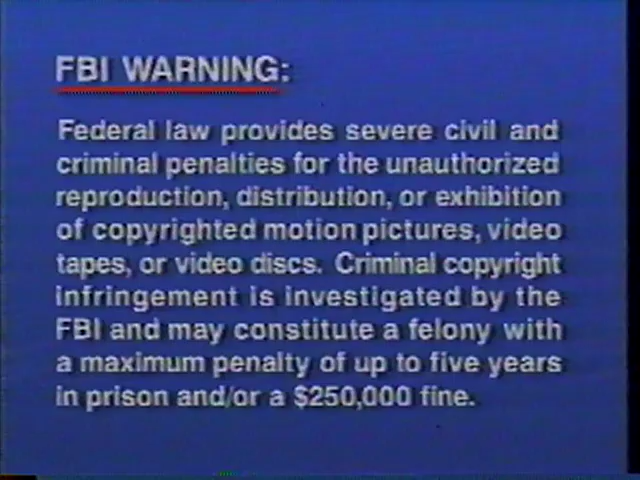 FBI WARNING:
Federal law provides severe civil and
criminal penalties for the unauthorized
reproduction, distribution, or exhibition
of copyrighted motion pictures, video
tapes, or video discs. Criminal copyright
infringement is investigated by the
FBI and may constitute a felony with
a maximum penalty of up to five years
in prison and/or a $250,000 fine.